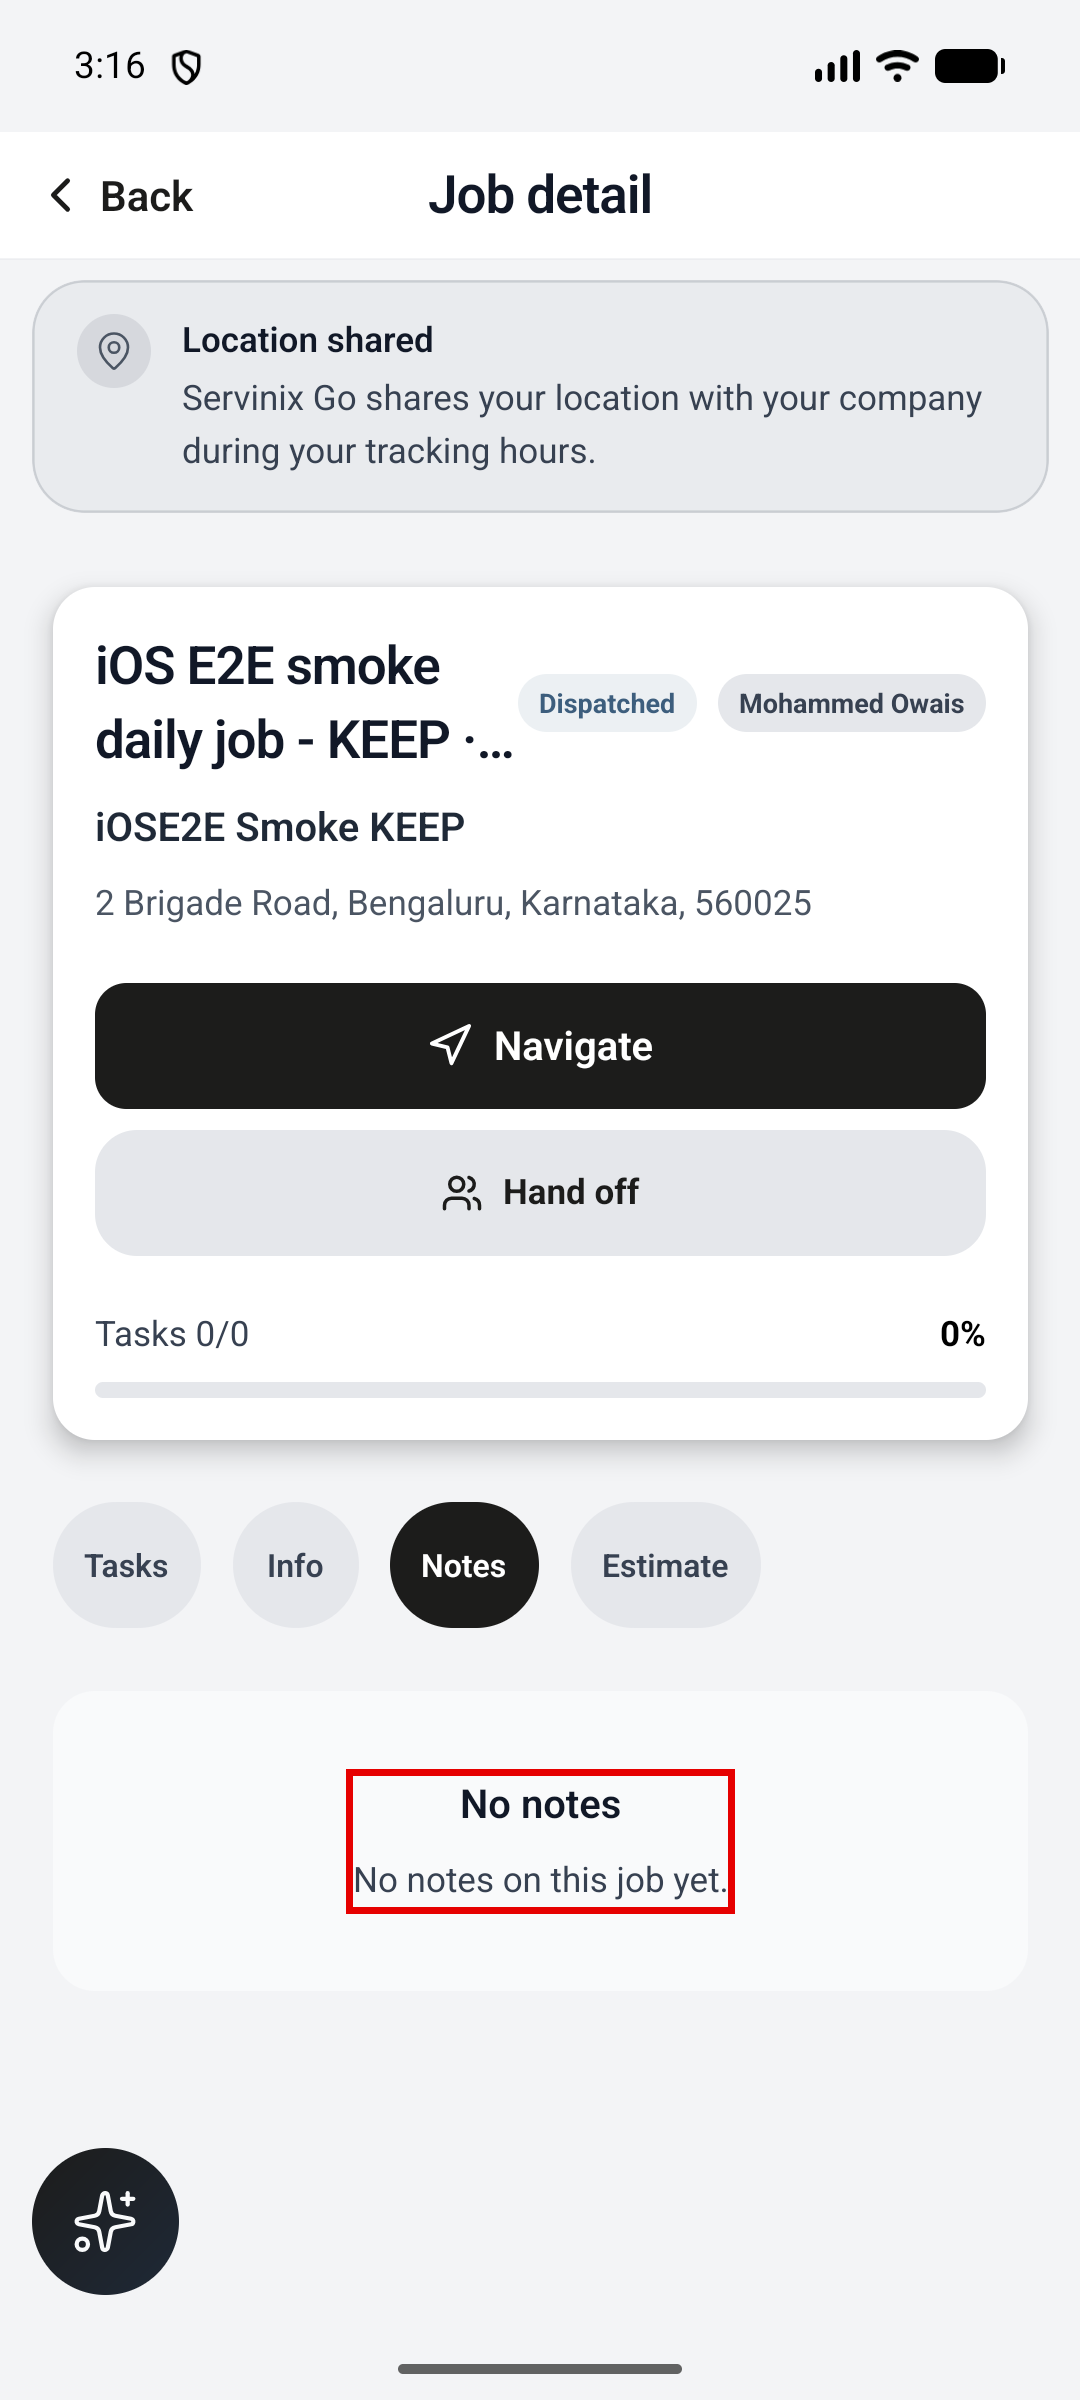 3:16
Back
Job detail
Location shared
Servinix Go shares your location with your company
during your tracking hours.
iOS E2E smoke
daily job - KEEP ·...
Dispatched
Mohammed Owais
iOSE2E Smoke KEEP
2 Brigade Road, Bengaluru, Karnataka, 560025
Navigate
Hand off
Tasks 0/0
0%
Tasks
Info
Notes
Estimate
No notes
No notes on this job yet.